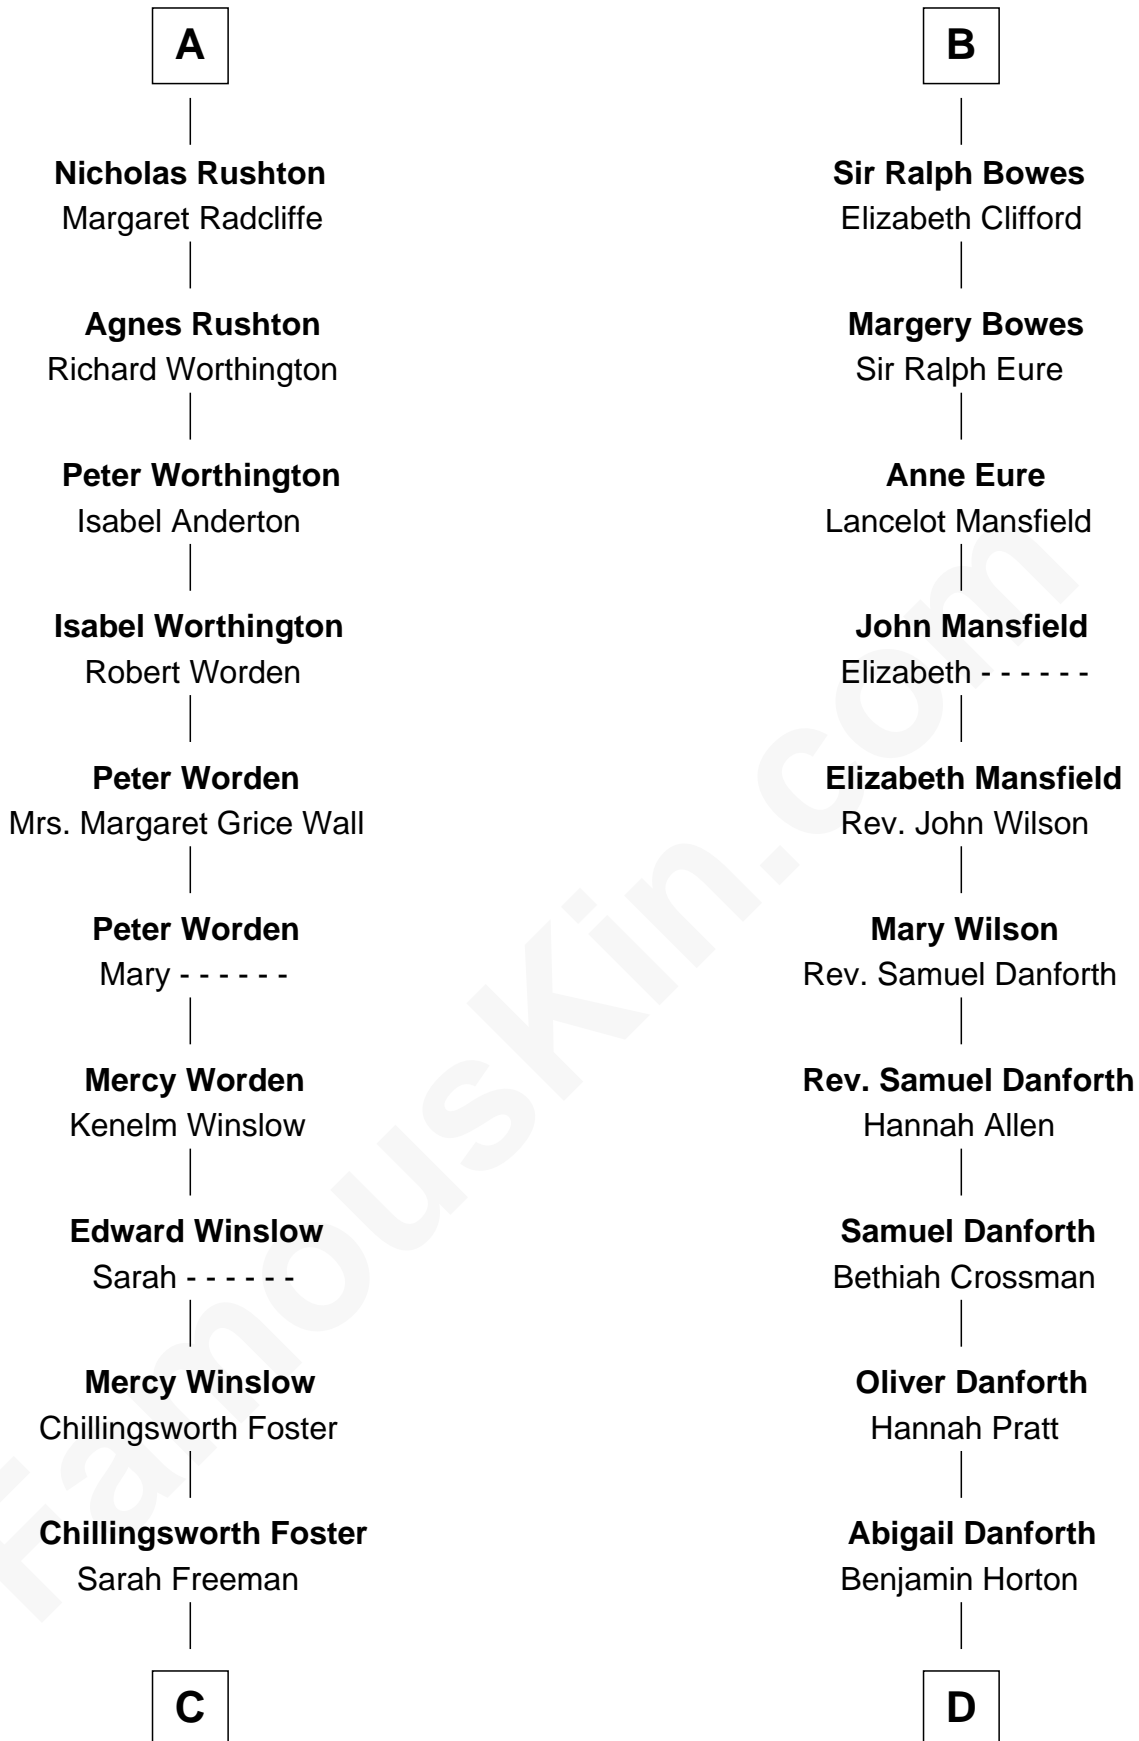 A
Nicholas Rushton
Margaret Radcliffe
Agnes Rushton
Richard Worthington
Peter Worthington
Isabel Anderton
Isabel Worthington
Robert Worden
Peter Worden
Mrs. Margaret Grice Wall
Peter Worden
Mary - - - - - -
Mercy Worden
Kenelm Winslow
Edward Winslow
Sarah - - - - - -
Mercy Winslow
Chillingsworth Foster
Chillingsworth Foster
Sarah Freeman
C
B
Sir Ralph Bowes
Elizabeth Clifford
Margery Bowes
Sir Ralph Eure
Anne Eure
Lancelot Mansfield
John Mansfield
Elizabeth - - - - - -
Elizabeth Mansfield
Rev. John Wilson
Mary Wilson
Rev. Samuel Danforth
Rev. Samuel Danforth
Hannah Allen
Samuel Danforth
Bethiah Crossman
Oliver Danforth
Hannah Pratt
Abigail Danforth
Benjamin Horton
D
FamousKin.com